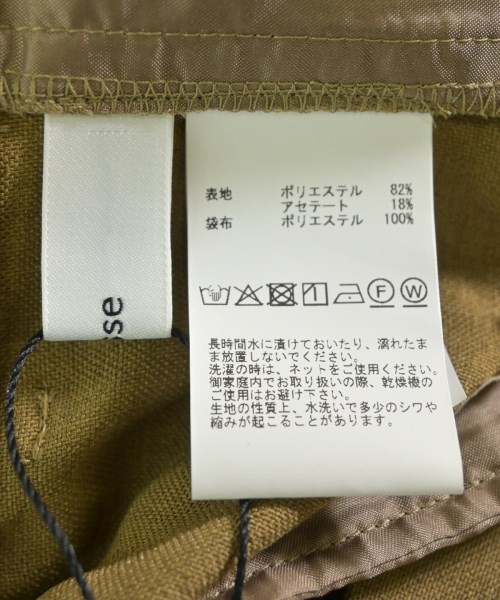 表地 ポリエステル 82%
アセテート 18%
袋布 ポリエステル 100%
F W
長時間水に漬けておいたり、濡れたま
ま放置しないでください。
洗濯の時は、ネットをご使用ください。
御家庭内でお取り扱いの際、乾燥機の
ご使用はお避け下さい。
生地の性質上、水洗いで多少のシワや
縮みが起こることがあります。
sse